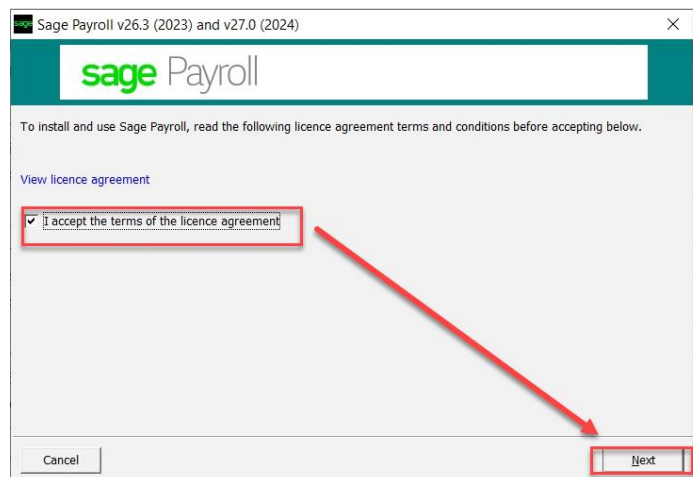 sage Sage Payroll v26.3 (2023) and v27.0 (2024)
sage Payroll
To install and use Sage Payroll, read the following licence agreement terms and conditions before accepting below.
View licence agreement
I accept the terms of the licence agreement
Cancel Next